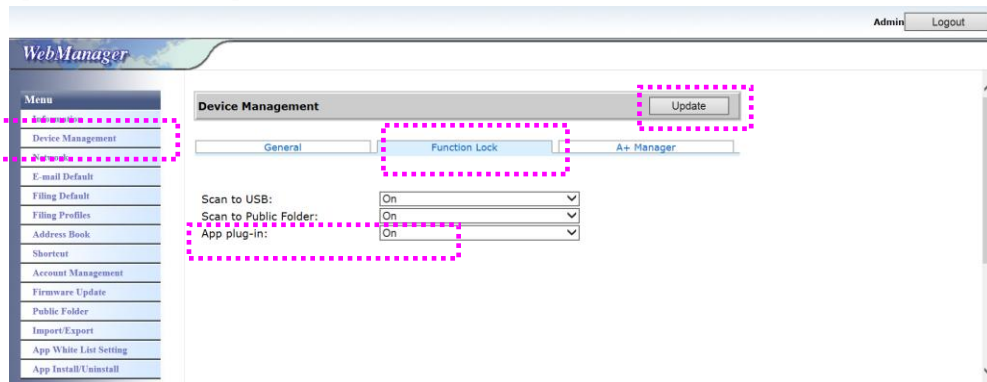 Admin Logout
WebManager
Menu
Information
Device Management
Network
E-mail Default
Filing Default
Filing Profiles
Address Book
Shortcut
Account Management
Firmware Update
Public Folder
Import/Export
App White List Setting
App Install/Uninstall
Device Management Update
General Function Lock A+ Manager
Scan to USB: On
Scan to Public Folder: On
App plug-in: On